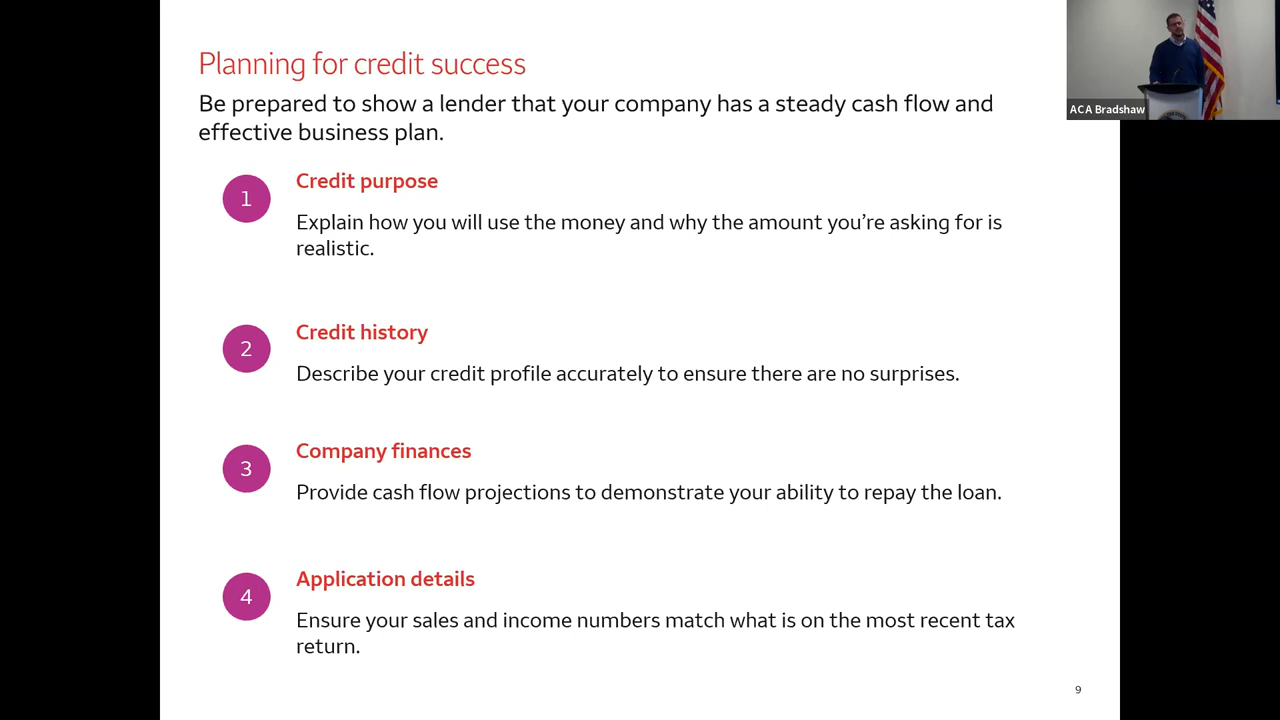 Planning for credit success
Be prepared to show a lender that your company has a steady cash flow and
effective business plan.
1
Credit purpose
Explain how you will use the money and why the amount you’re asking for is
realistic.
2
Credit history
Describe your credit profile accurately to ensure there are no surprises.
3
Company finances
Provide cash flow projections to demonstrate your ability to repay the loan.
4
Application details
Ensure your sales and income numbers match what is on the most recent tax
return.
9
ACA Bradshaw